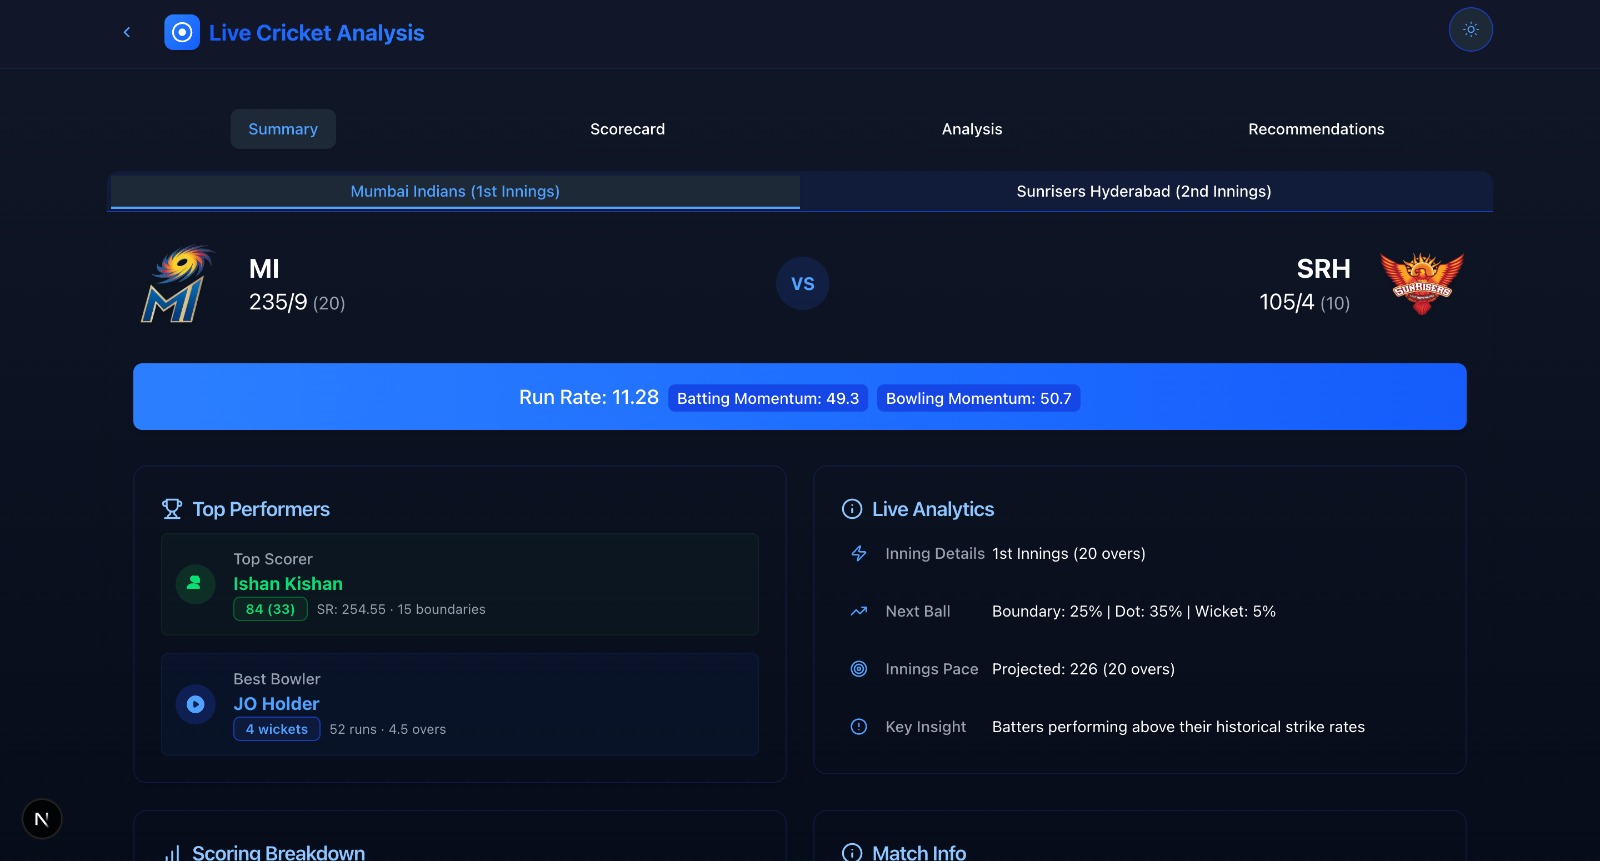 Live Cricket Analysis
Summary
Scorecard
Analysis
Recommendations
Mumbai Indians (1st Innings)
Sunrisers Hyderabad (2nd Innings)
MI
MI
235/9 (20)
VS
SRH
105/4 (10)
SUNRISERS
Run Rate: 11.28 Batting Momentum: 49.3 Bowling Momentum: 50.7
Top Performers
Top Scorer
Ishan Kishan
84 (33) SR: 254.55 · 15 boundaries
Best Bowler
JO Holder
4 wickets 52 runs · 4.5 overs
Live Analytics
Inning Details 1st Innings (20 overs)
Next Ball Boundary: 25% | Dot: 35% | Wicket: 5%
Innings Pace Projected: 226 (20 overs)
Key Insight Batters performing above their historical strike rates
N
Scoring Breakdown
Match Info